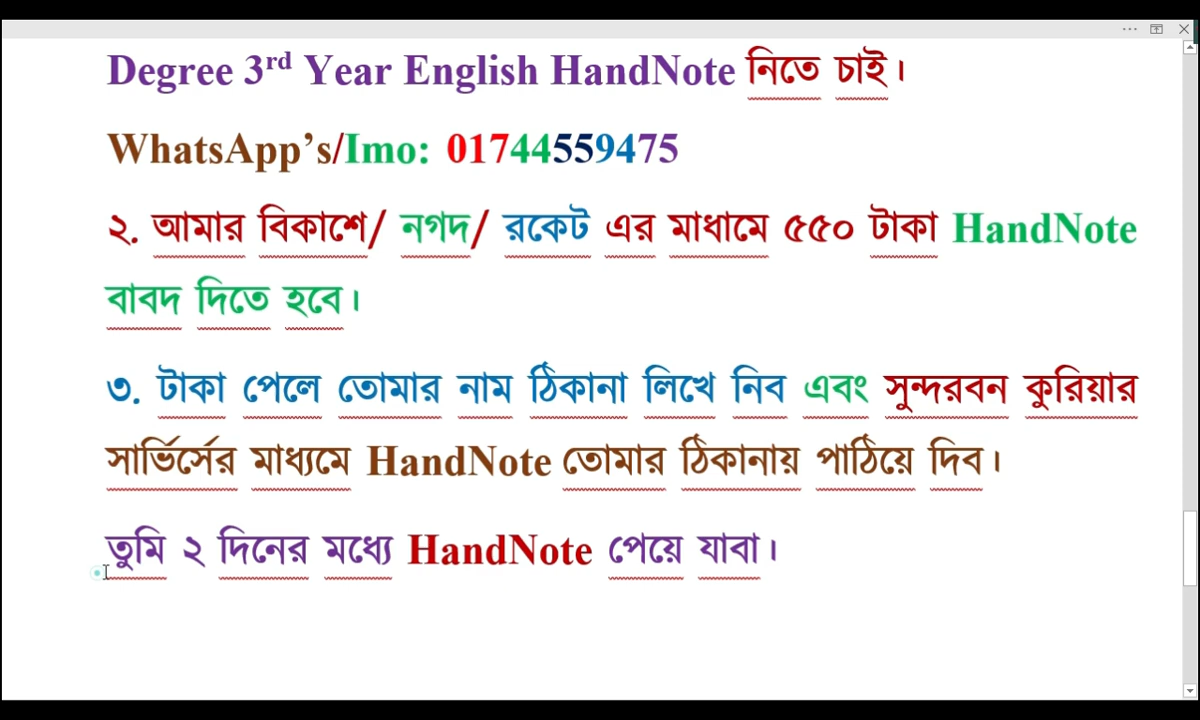 Degree 3rd Year English HandNote নিতে চাই।
WhatsApp’s/Imo: 01744559475
২. আমার বিকাশে/ নগদ/ রকেট এর মাধামে ৫৫০ টাকা HandNote
বাবদ দিতে হবে।
৩. টাকা পেলে তোমার নাম ঠিকানা লিখে নিব এবং সুন্দরবন কুরিয়ার
সার্ভির্সের মাধ্যমে HandNote তোমার ঠিকানায় পাঠিয়ে দিব।
তুমি ২ দিনের মধ্যে HandNote পেয়ে যাবা।